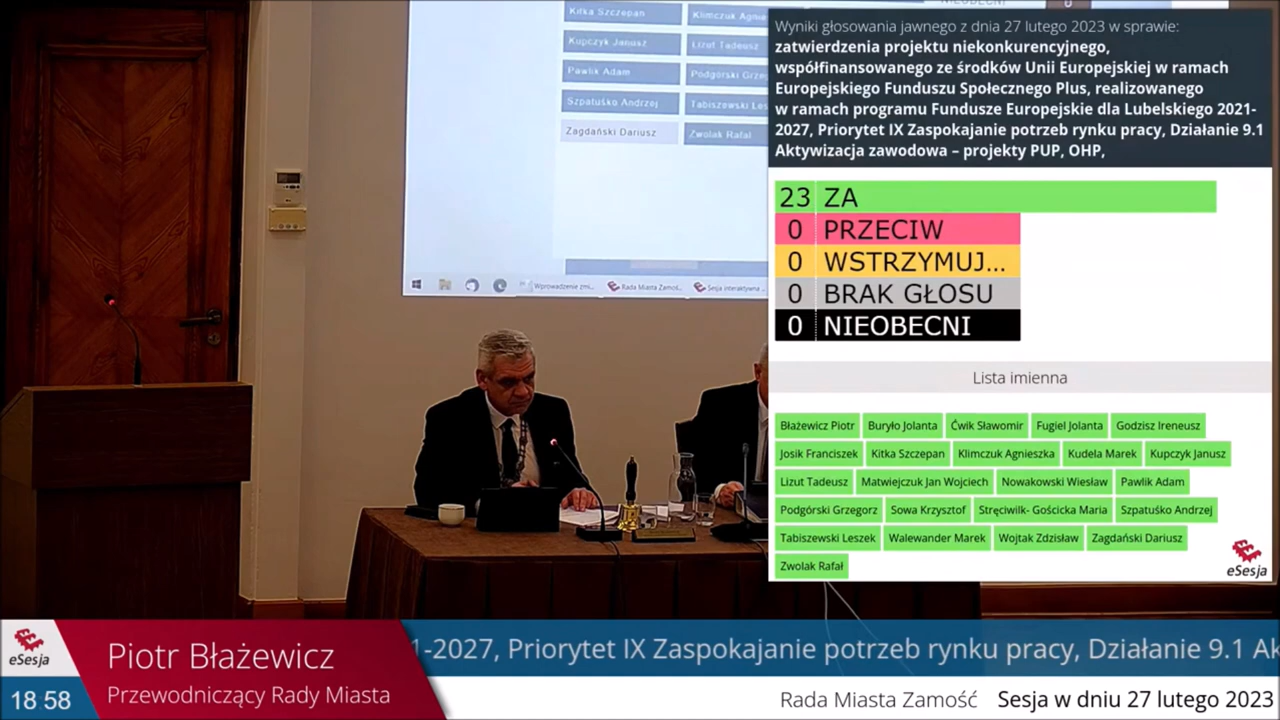 Kitka Szczepan
Kupczyk Janusz
Lizut Tadeusz
Pawlik Adam
Szpatuśko Andrzej
Zagdański Dariusz
Zwolak Rafał
Wyniki głosowania jawnego z dnia 27 lutego 2023 w sprawie:
zatwierdzenia projektu niekonkurencyjnego,
współfinansowanego ze środków Unii Europejskiej w ramach
Europejskiego Funduszu Społecznego Plus, realizowanego
w ramach programu Fundusze Europejskie dla Lubelskiego 2021-
2027, Priorytet IX Zaspokajanie potrzeb rynku pracy, Działanie 9.1
Aktywizacja zawodowa – projekty PUP, OHP,
23 ZA
0 PRZECIW
0 WSTRZYMUJ...
0 BRAK GŁOSU
0 NIEOBECNI
Lista imienna
Błażewicz Piotr Buryło Jolanta Ćwik Sławomir Fugiel Jolanta Godzisz Ireneusz
Josik Franciszek Kitka Szczepan Klimczuk Agnieszka Kudela Marek Kupczyk Janusz
Lizut Tadeusz Matwiejczuk Jan Wojciech Nowakowski Wiesław Pawlik Adam
Podgórski Grzegorz Sowa Krzysztof Stręciwilk- Gościcka Maria Szpatuśko Andrzej
Tabiszewski Leszek Walewander Marek Wojtak Zdzisław Zagdański Dariusz
Zwolak Rafał
eSesja
eSesja
Piotr Błażewicz
Przewodniczący Rady Miasta
18 58
1-2027, Priorytet IX Zaspokajanie potrzeb rynku pracy, Działanie 9.1 Ak
Rada Miasta Zamość Sesja w dniu 27 lutego 2023